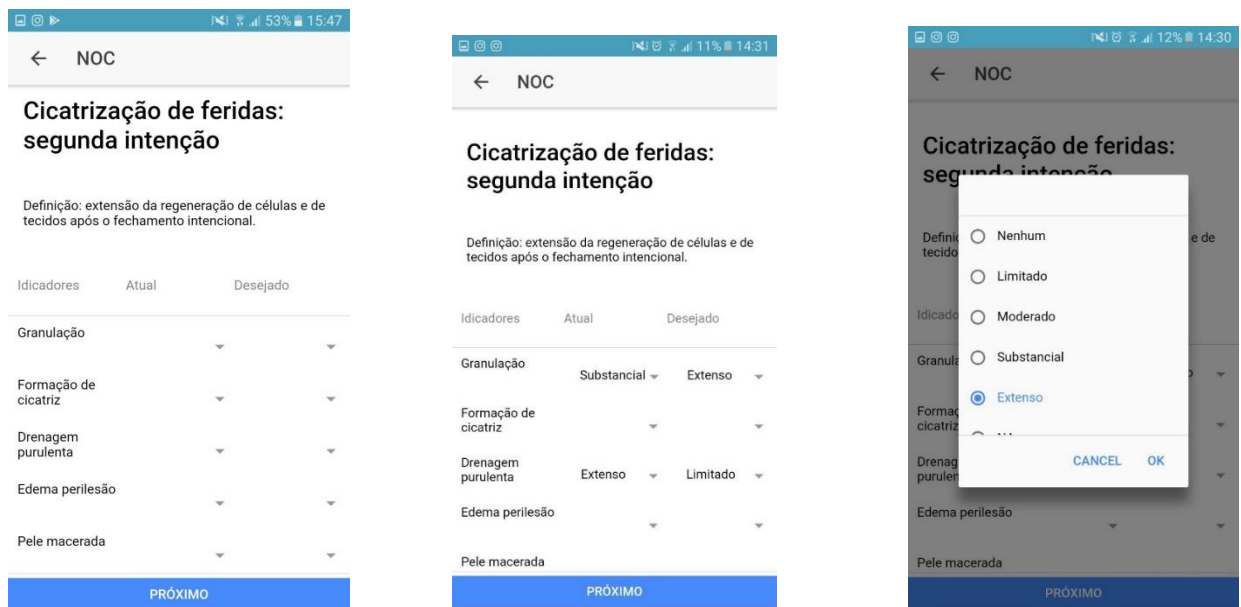 53% 15:47
NOC
Cicatrização de feridas:
segunda intenção
Definição: extensão da regeneração de células e de
tecidos após o fechamento intencional.
Idicadores Atual Desejado
Granulação
Formação de
cicatriz
Drenagem
purulenta
Edema perilesão
Pele macerada
PRÓXIMO
11% 14:31
NOC
Cicatrização de feridas:
segunda intenção
Definição: extensão da regeneração de células e de
tecidos após o fechamento intencional.
Idicadores Atual Desejado
Granulação Substancial Extenso
Formação de
cicatriz
Drenagem
purulenta Extenso Limitado
Edema perilesão
Pele macerada
PRÓXIMO
12% 14:30
NOC
Cicatrização de feridas:
segunda intenção
Nenhum
Limitado
Moderado
Substancial
Extenso
CANCEL OK
Edema perilesão
Pele macerada
PRÓXIMO